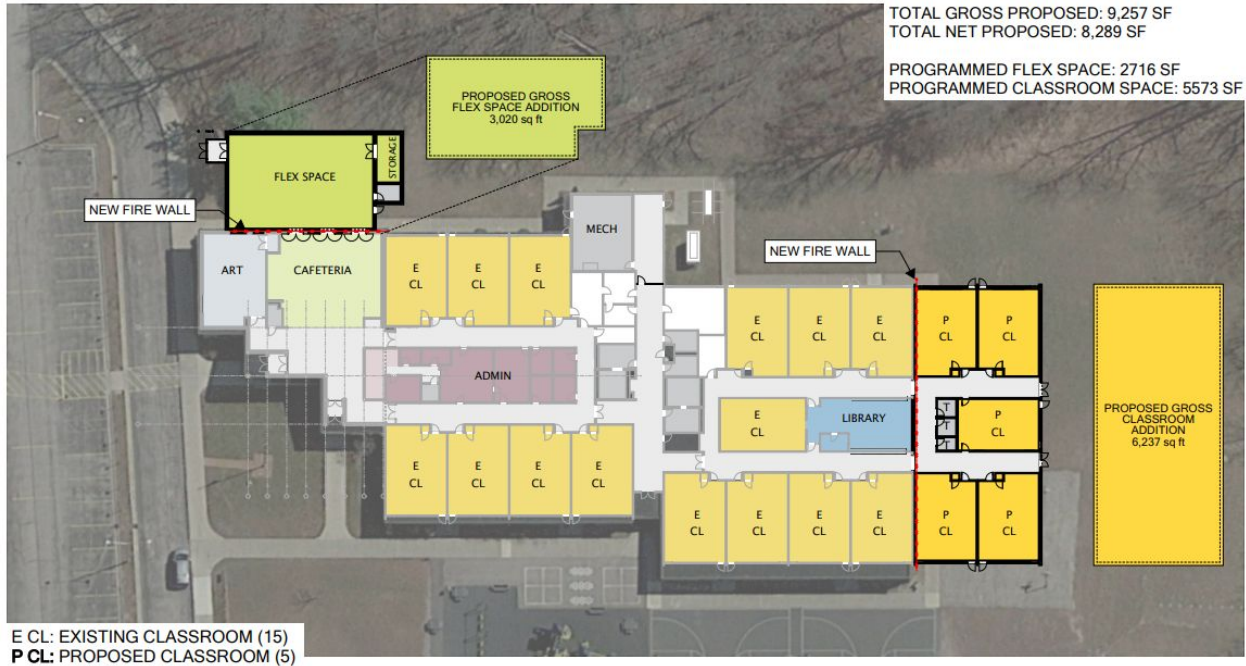 TOTAL GROSS PROPOSED: 9,257 SF
TOTAL NET PROPOSED: 8,289 SF
PROGRAMMED FLEX SPACE: 2716 SF
PROGRAMMED CLASSROOM SPACE: 5573 SF
PROPOSED GROSS
FLEX SPACE ADDITION
3,020 sq ft
FLEX SPACE
STORAGE
NEW FIRE WALL
MECH
ART
CAFETERIA
E
CL
E
CL
E
CL
NEW FIRE WALL
E
CL
E
CL
E
CL
P
CL
P
CL
ADMIN
E
CL
LIBRARY
T
T
T
P
CL
PROPOSED GROSS
CLASSROOM
ADDITION
6,237 sq ft
E
CL
E
CL
E
CL
E
CL
E
CL
E
CL
E
CL
E
CL
P
CL
P
CL
E CL: EXISTING CLASSROOM (15)
P CL: PROPOSED CLASSROOM (5)